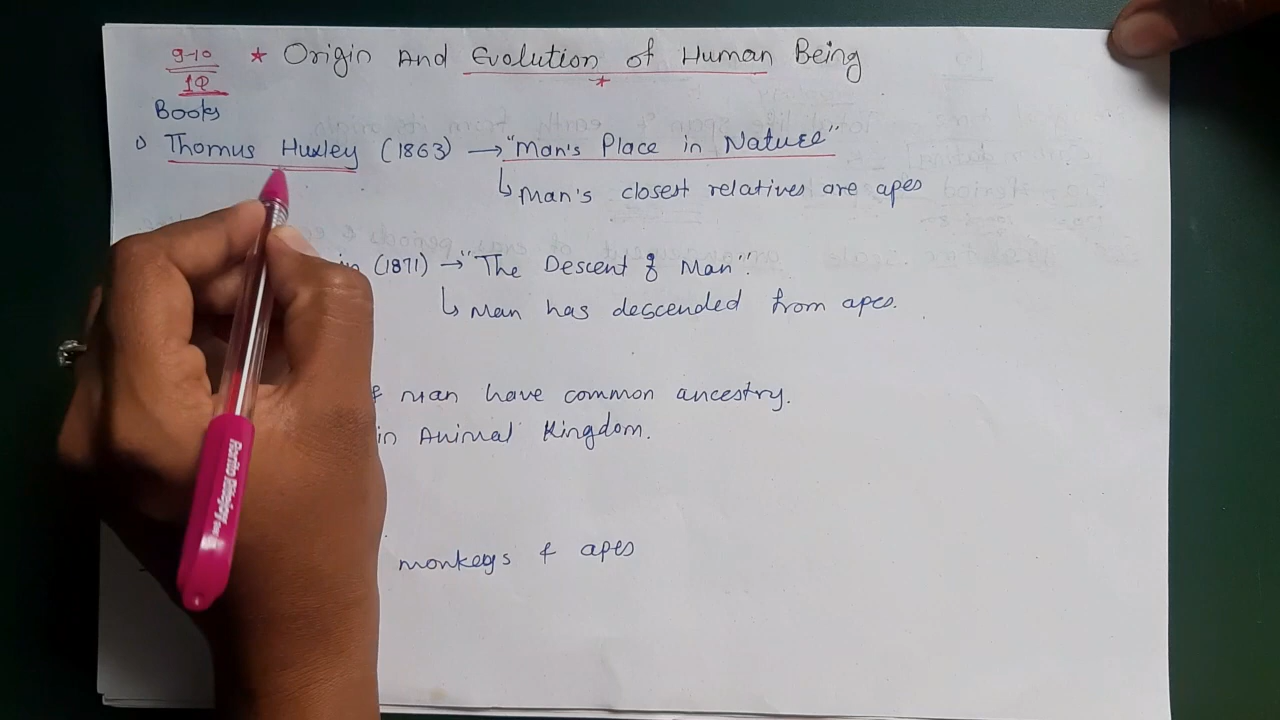 9-10 * Origin And Evolution of Human Being
1Q *
Books
1) Thomus Huxley (1863) → "Man's Place in Nature"
↳ Man's closest relatives are apes
(1871) → "The Descent of Man".
↳ Man has descended from apes.
& Man have common ancestry.
in Animal Kingdom.
monkeys & apes